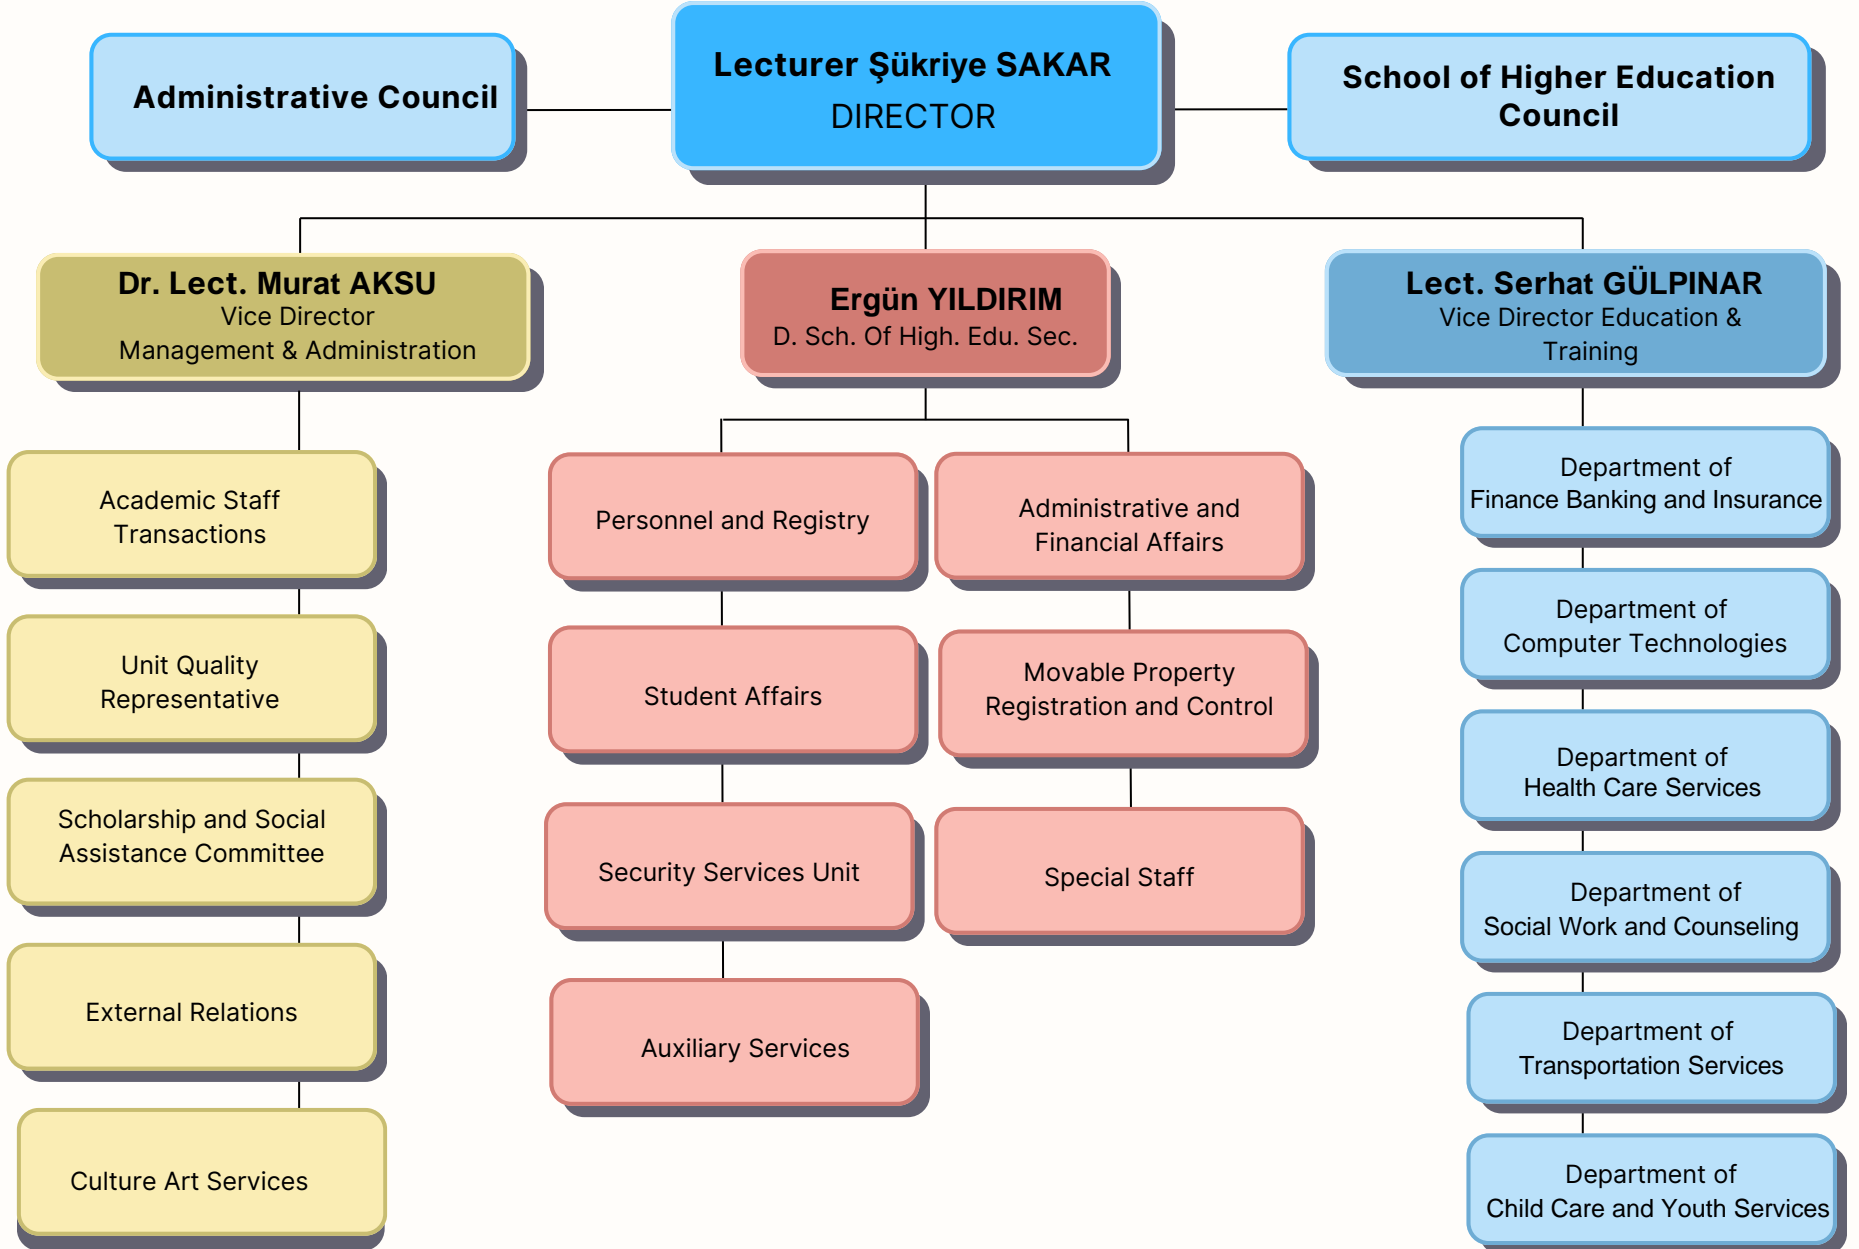 Administrative Council
Lecturer Şükriye SAKAR
DIRECTOR
School of Higher Education
Council
Dr. Lect. Murat AKSU
Vice Director
Management & Administration
Ergün YILDIRIM
D. Sch. Of High. Edu. Sec.
Lect. Serhat GÜLPINAR
Vice Director Education &
Training
Academic Staff
Transactions
Unit Quality
Representative
Scholarship and Social
Assistance Committee
External Relations
Culture Art Services
Personnel and Registry
Student Affairs
Security Services Unit
Auxiliary Services
Administrative and
Financial Affairs
Movable Property
Registration and Control
Special Staff
Department of
Finance Banking and Insurance
Department of
Computer Technologies
Department of
Health Care Services
Department of
Social Work and Counseling
Department of
Transportation Services
Department of
Child Care and Youth Services